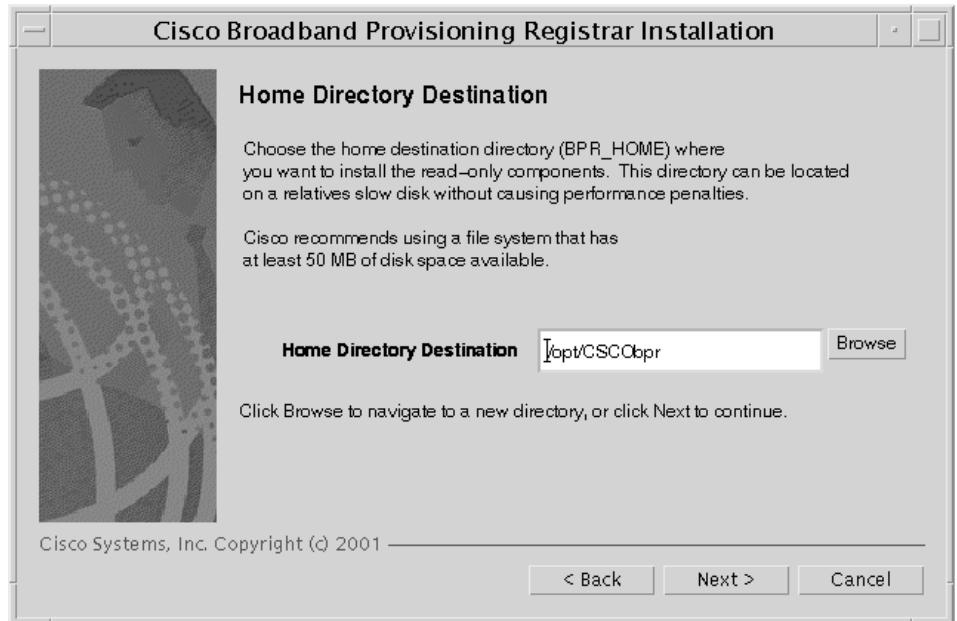 Cisco Broadband Provisioning Registrar Installation
Home Directory Destination
Choose the home destination directory (BPR_HOME) where
you want to install the read-only components. This directory can be located
on a relatives slow disk without causing performance penalties.
Cisco recommends using a file system that has
at least 50 MB of disk space available.
Home Directory Destination
/opt/CSCObpr
Browse
Click Browse to navigate to a new directory, or click Next to continue.
Cisco Systems, Inc. Copyright (c) 2001
< Back
Next >
Cancel